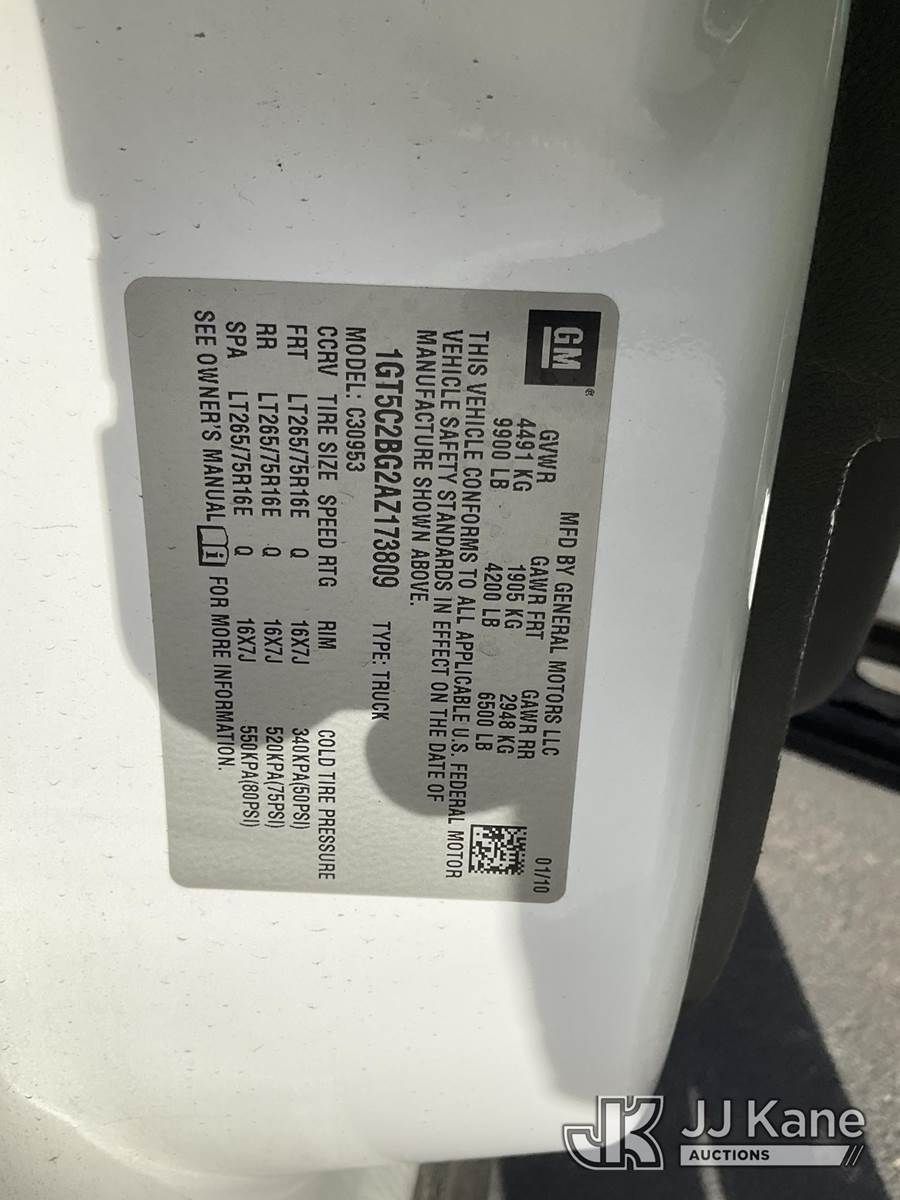 GM
MFD BY GENERAL MOTORS LLC 01/10
GVWR GAWR FRT GAWR RR
4491 KG 1905 KG 2948 KG
9900 LB 4200 LB 6500 LB
THIS VEHICLE CONFORMS TO ALL APPLICABLE U.S. FEDERAL MOTOR
VEHICLE SAFETY STANDARDS IN EFFECT ON THE DATE OF
MANUFACTURE SHOWN ABOVE.
1GT5C2BG2AZ173809 TYPE: TRUCK
MODEL: C30953
CCRV TIRE SIZE SPEED RTG RIM COLD TIRE PRESSURE
FRT LT265/75R16E Q 16X7J 340KPA(50PSI)
RR LT265/75R16E Q 16X7J 520KPA(75PSI)
SPA LT265/75R16E Q 16X7J 550KPA(80PSI)
SEE OWNER'S MANUAL FOR MORE INFORMATION.
JK JJ Kane
AUCTIONS